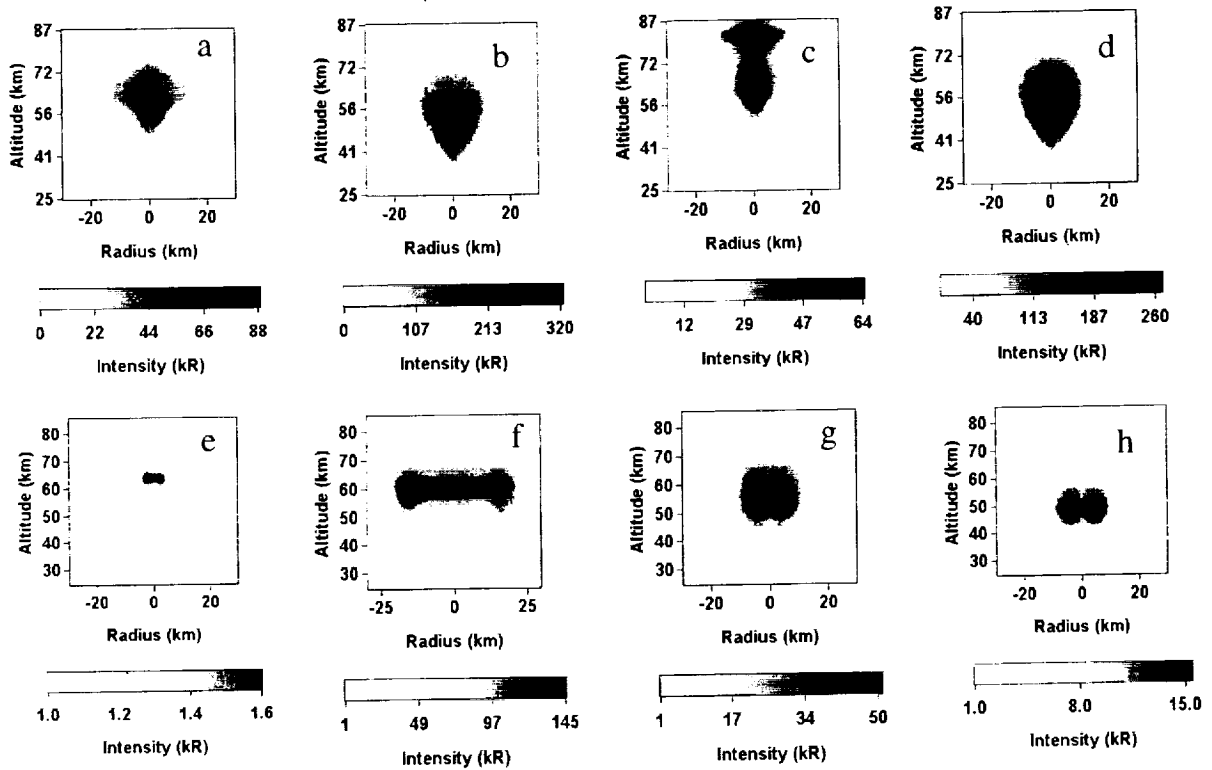 a
87
72
56
41
25
Altitude (km)
-20 0 20
Radius (km)
0 22 44 66 88
Intensity (kR)
b
87
72
56
41
25
Altitude (km)
-20 0 20
Radius (km)
0 107 213 320
Intensity (kR)
c
87
72
56
41
25
Altitude (km)
-20 0 20
Radius (km)
12 29 47 64
Intensity (kR)
d
87
72
56
41
25
Altitude (km)
-20 0 20
Radius (km)
40 113 187 260
Intensity (kR)
e
80
70
60
50
40
30
Altitude (km)
-20 0 20
Radius (km)
1.0 1.2 1.4 1.6
Intensity (kR)
f
80
70
60
50
40
30
Altitude (km)
-25 0 25
Radius (km)
1 49 97 145
Intensity (kR)
g
80
70
60
50
40
30
Altitude (km)
-20 0 20
Radius (km)
1 17 34 50
Intensity (kR)
h
80
70
60
50
40
30
Altitude (km)
-20 0 20
Radius (km)
1.0 8.0 15.0
Intensity (kR)